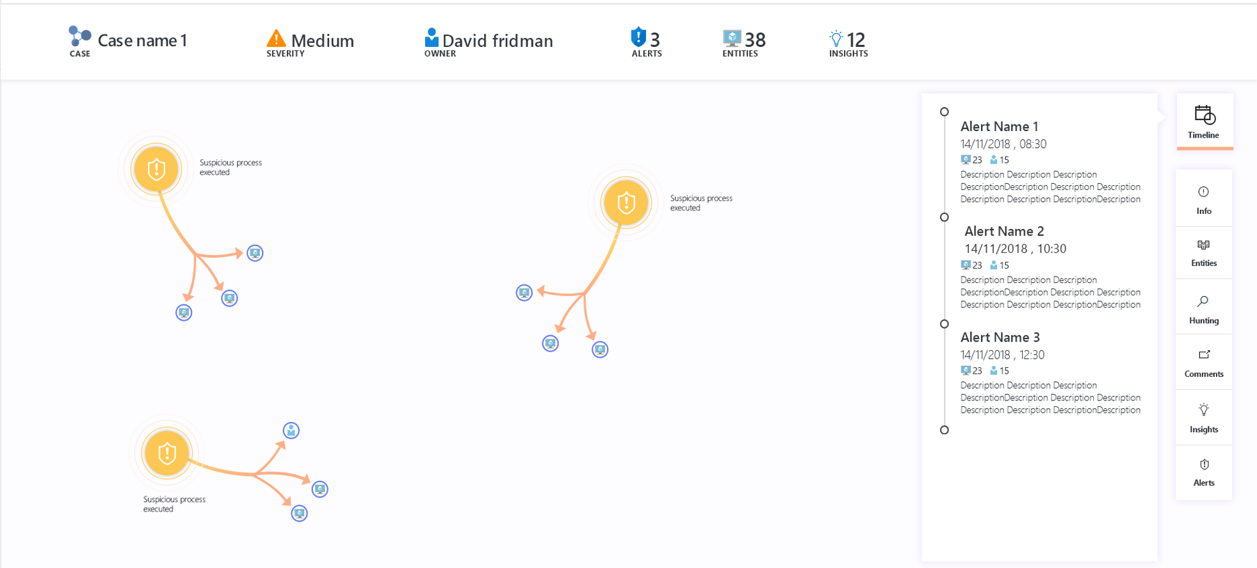 Case name 1
CASE
Medium
SEVERITY
David fridman
OWNER
3
ALERTS
38
ENTITIES
12
INSIGHTS
Suspicious process
executed
Suspicious process
executed
Suspicious process
executed
Alert Name 1
14/11/2018 , 08:30
23 15
Description Description Description
DescriptionDescription Description Description
Description Description DescriptionDescription
Alert Name 2
14/11/2018 , 10:30
23 15
Description Description Description
DescriptionDescription Description Description
Description Description DescriptionDescription
Alert Name 3
14/11/2018 , 12:30
23 15
Description Description Description
DescriptionDescription Description Description
Description Description DescriptionDescription
Timeline
Info
Entities
Hunting
Comments
Insights
Alerts